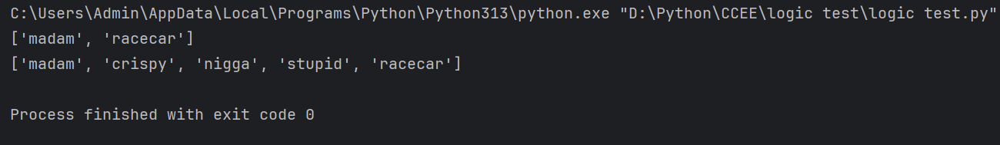 C:\Users\Admin\AppData\Local\Programs\Python\Python313\python.exe "D:\Python\CCEE\logic test\logic test.py"
['madam', 'racecar']
['madam', 'crispy', 'nigga', 'stupid', 'racecar']
Process finished with exit code 0